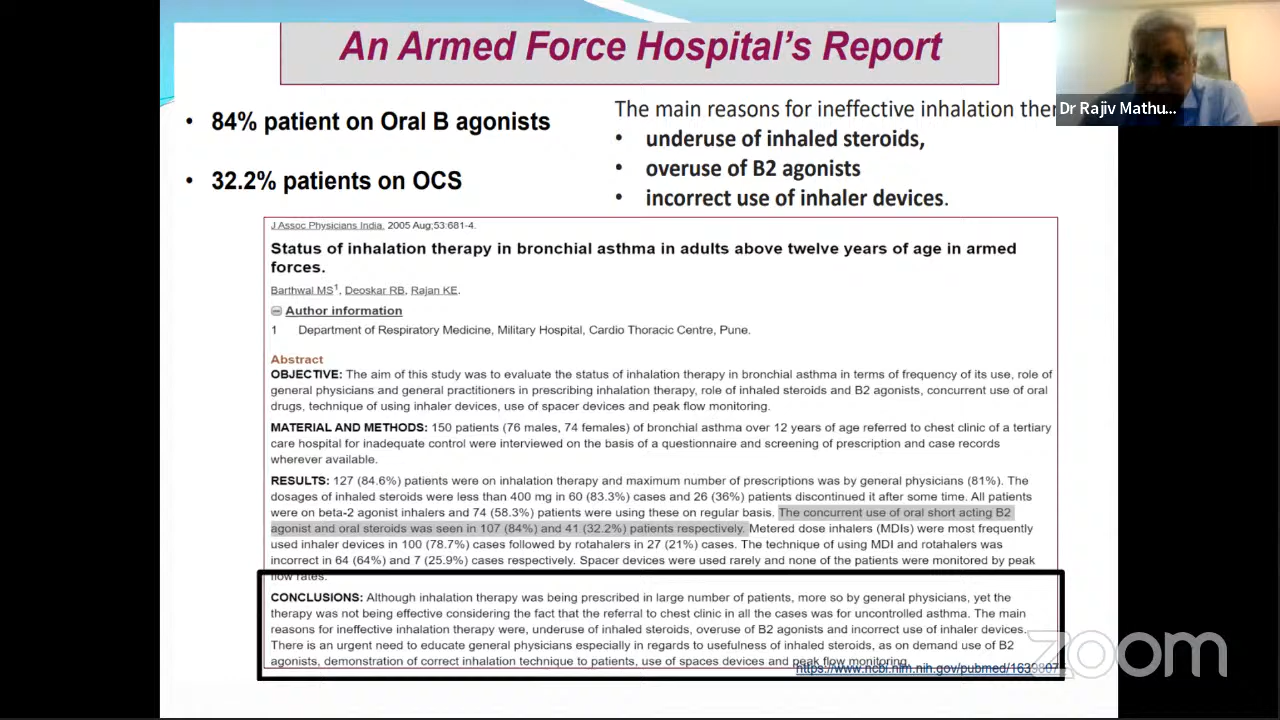 An Armed Force Hospital's Report
Dr Rajiv Mathu...
• 84% patient on Oral B agonists
• 32.2% patients on OCS
The main reasons for ineffective inhalation ther
• underuse of inhaled steroids,
• overuse of B2 agonists
• incorrect use of inhaler devices.
J Assoc Physicians India. 2005 Aug;53:681-4.
Status of inhalation therapy in bronchial asthma in adults above twelve years of age in armed
forces.
Barthwal MS1, Deoskar RB, Rajan KE.
Author information
1 Department of Respiratory Medicine, Military Hospital, Cardio Thoracic Centre, Pune.
Abstract
OBJECTIVE: The aim of this study was to evaluate the status of inhalation therapy in bronchial asthma in terms of frequency of its use, role of
general physicians and general practitioners in prescribing inhalation therapy, role of inhaled steroids and B2 agonists, concurrent use of oral
drugs, technique of using inhaler devices, use of spacer devices and peak flow monitoring.
MATERIAL AND METHODS: 150 patients (76 males, 74 females) of bronchial asthma over 12 years of age referred to chest clinic of a tertiary
care hospital for inadequate control were interviewed on the basis of a questionnaire and screening of prescription and case records
wherever available.
RESULTS: 127 (84.6%) patients were on inhalation therapy and maximum number of prescriptions was by general physicians (81%). The
dosages of inhaled steroids were less than 400 mg in 60 (83.3%) cases and 26 (36%) patients discontinued it after some time. All patients
were on beta-2 agonist inhalers and 74 (58.3%) patients were using these on regular basis. The concurrent use of oral short acting B2
agonist and oral steroids was seen in 107 (84%) and 41 (32.2%) patients respectively. Metered dose inhalers (MDIs) were most frequently
used inhaler devices in 100 (78.7%) cases followed by rotahalers in 27 (21%) cases. The technique of using MDI and rotahalers was
incorrect in 64 (64%) and 7 (25.9%) cases respectively. Spacer devices were used rarely and none of the patients were monitored by peak
flow rates.
CONCLUSIONS: Although inhalation therapy was being prescribed in large number of patients, more so by general physicians, yet the
therapy was not being effective considering the fact that the referral to chest clinic in all the cases was for uncontrolled asthma. The main
reasons for ineffective inhalation therapy were, underuse of inhaled steroids, overuse of B2 agonists and incorrect use of inhaler devices.
There is an urgent need to educate general physicians especially in regards to usefulness of inhaled steroids, as on demand use of B2
agonists, demonstration of correct inhalation technique to patients, use of spaces devices and peak flow monitoring.
https://www.ncbi.nlm.nih.gov/pubmed/
zoom